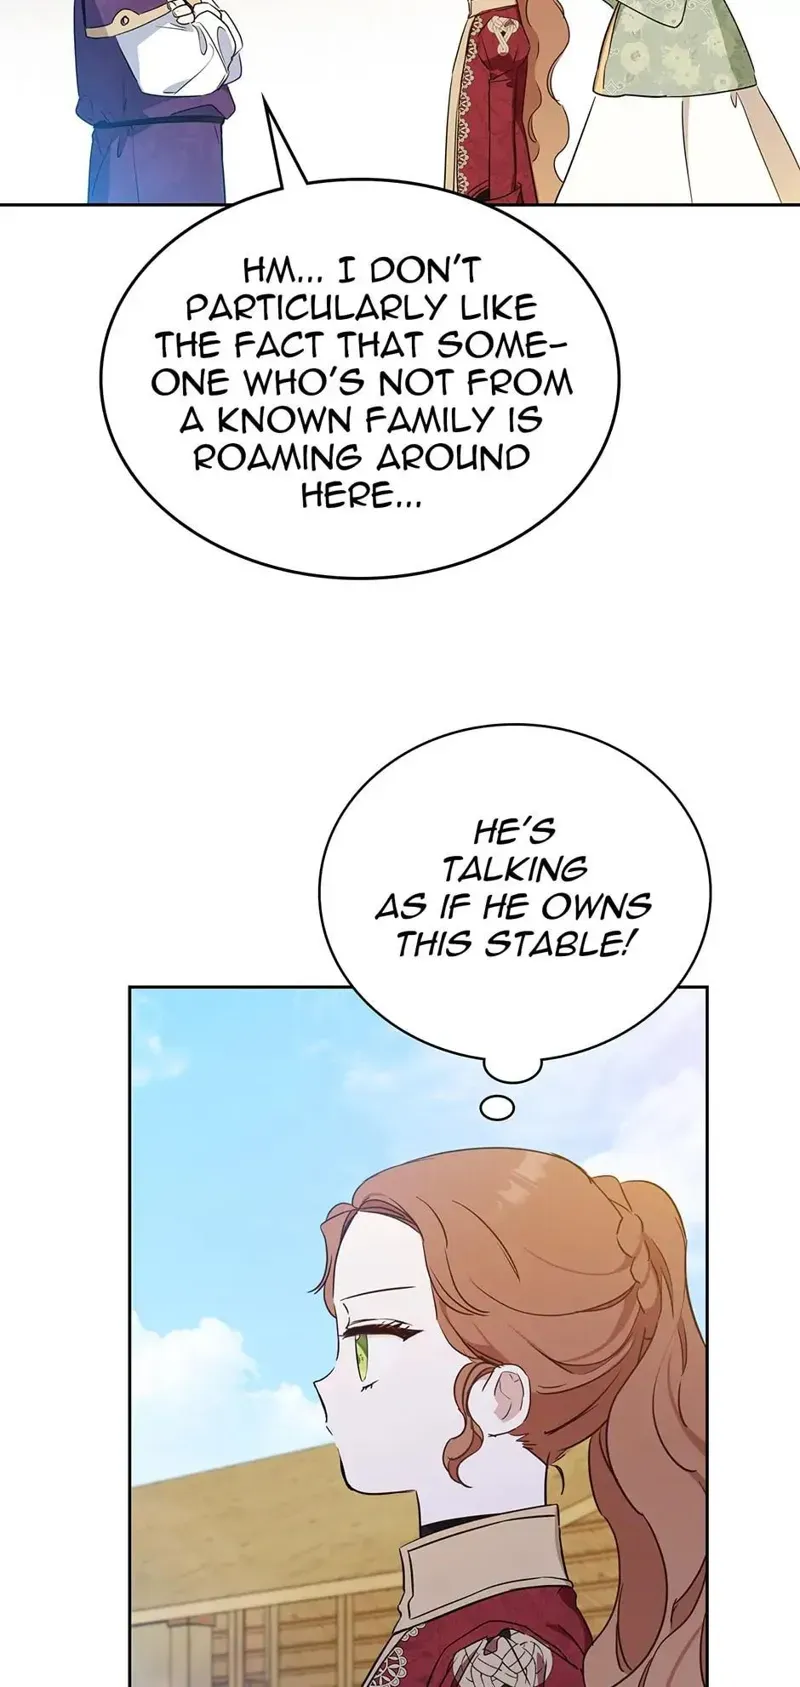 HM... I DON'T
PARTICULARLY LIKE
THE FACT THAT SOME-
ONE WHO'S NOT FROM
A KNOWN FAMILY IS
ROAMING AROUND
HERE...
HE'S
TALKING
AS IF HE OWNS
THIS STABLE!